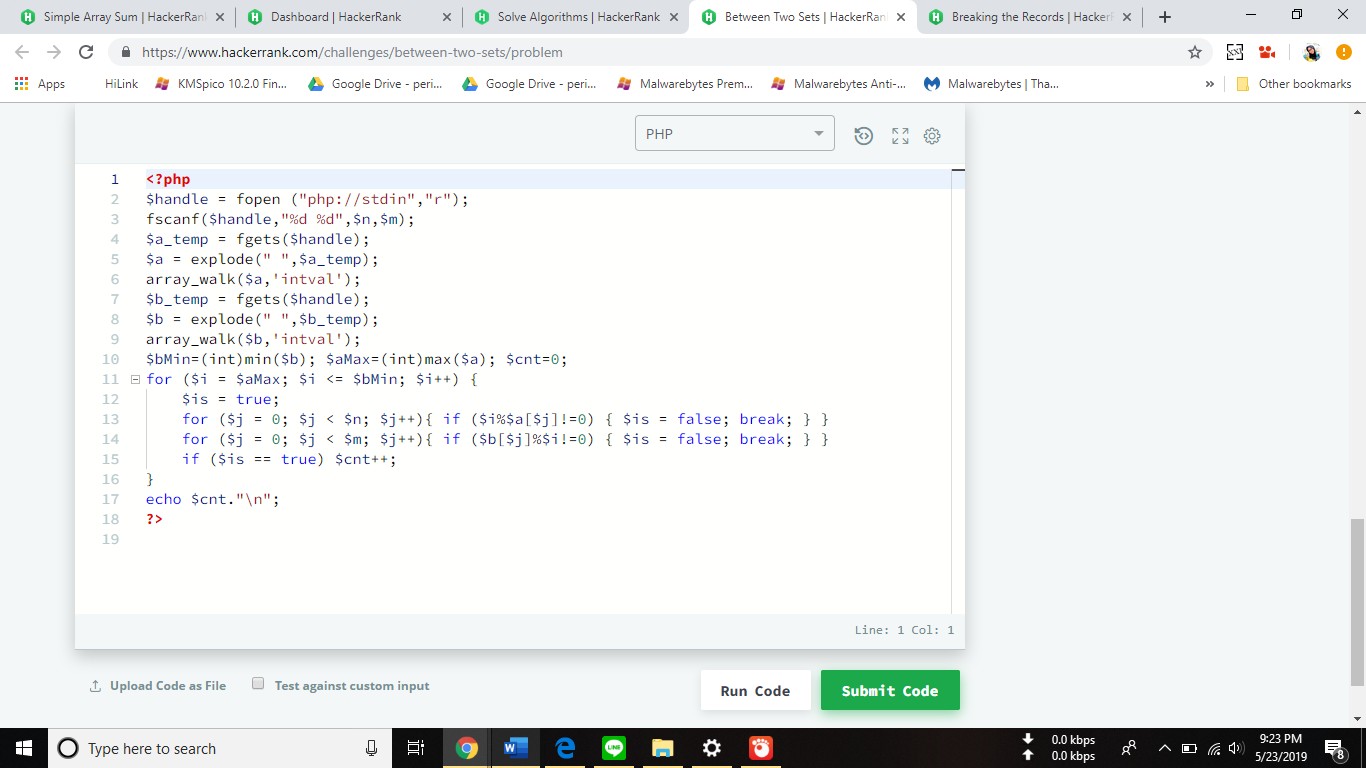 Simple Array Sum | HackerRan
Dashboard | HackerRank
Solve Algorithms | HackerRank
Between Two Sets | HackerRan
Breaking the Records | HackerR
https://www.hackerrank.com/challenges/between-two-sets/problem
Apps
HiLink
KMSpico 10.2.0 Fin...
Google Drive - peri...
Google Drive - peri...
Malwarebytes Prem...
Malwarebytes Anti-...
Malwarebytes | Tha...
»
Other bookmarks
PHP
1 <?php
2 $handle = fopen ("php://stdin","r");
3 fscanf($handle,"%d %d",$n,$m);
4 $a_temp = fgets($handle);
5 $a = explode(" ",$a_temp);
6 array_walk($a,'intval');
7 $b_temp = fgets($handle);
8 $b = explode(" ",$b_temp);
9 array_walk($b,'intval');
10 $bMin=(int)min($b); $aMax=(int)max($a); $cnt=0;
11 for ($i = $aMax; $i <= $bMin; $i++) {
12 $is = true;
13 for ($j = 0; $j < $n; $j++){ if ($i%$a[$j]!=0) { $is = false; break; } }
14 for ($j = 0; $j < $m; $j++){ if ($b[$j]%$i!=0) { $is = false; break; } }
15 if ($is == true) $cnt++;
16 }
17 echo $cnt."\n";
18 ?>
19
Line: 1 Col: 1
Upload Code as File
Test against custom input
Run Code
Submit Code
Type here to search
0.0 kbps
0.0 kbps
9:23 PM
5/23/2019
8